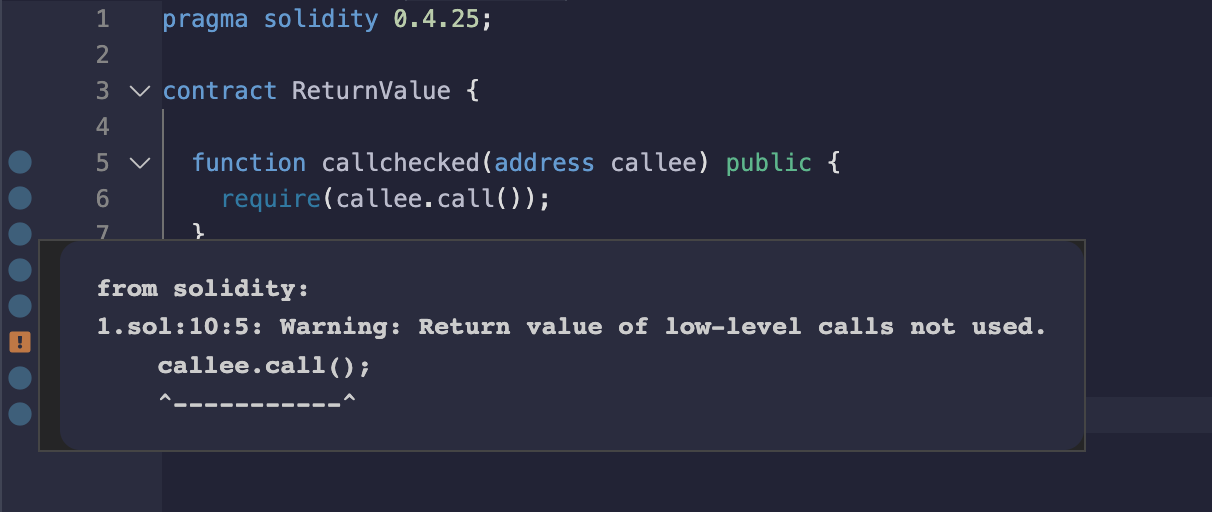 1 pragma solidity 0.4.25;
2
3 contract ReturnValue {
4
5 function callchecked(address callee) public {
6 require(callee.call());
7 }
from solidity:
1.sol:10:5: Warning: Return value of low-level calls not used.
callee.call();
^-----------^